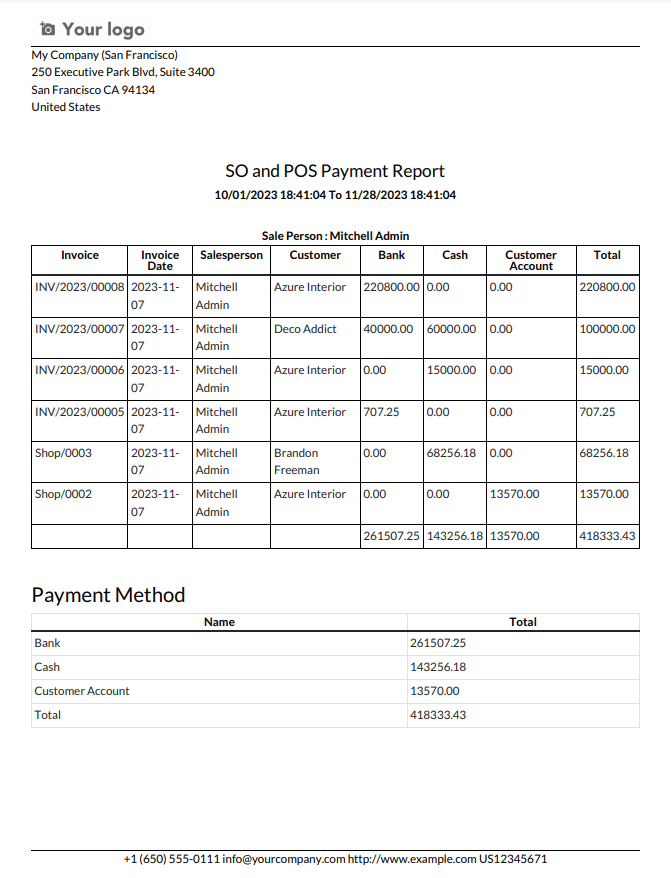 Your logo
My Company (San Francisco)
250 Executive Park Blvd, Suite 3400
San Francisco CA 94134
United States
SO and POS Payment Report
10/01/2023 18:41:04 To 11/28/2023 18:41:04
Sale Person : Mitchell Admin
Invoice Invoice Date Salesperson Customer Bank Cash Customer Account Total
INV/2023/00008 2023-11-07 Mitchell Admin Azure Interior 220800.00 0.00 0.00 220800.00
INV/2023/00007 2023-11-07 Mitchell Admin Deco Addict 40000.00 60000.00 0.00 100000.00
INV/2023/00006 2023-11-07 Mitchell Admin Azure Interior 0.00 15000.00 0.00 15000.00
INV/2023/00005 2023-11-07 Mitchell Admin Azure Interior 707.25 0.00 0.00 707.25
Shop/0003 2023-11-07 Mitchell Admin Brandon Freeman 0.00 68256.18 0.00 68256.18
Shop/0002 2023-11-07 Mitchell Admin Azure Interior 0.00 0.00 13570.00 13570.00
261507.25 143256.18 13570.00 418333.43
Payment Method
Name Total
Bank 261507.25
Cash 143256.18
Customer Account 13570.00
Total 418333.43
+1 (650) 555-0111 info@yourcompany.com http://www.example.com US12345671